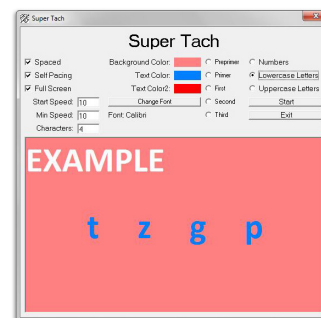 Super Tach
Super Tach
Spaced
Background Color:
Preprimer
Numbers
Self Pacing
Text Color:
Primer
Lowercase Letters
Full Screen
Text Color2:
First
Uppercase Letters
Start Speed: 10
Change Font
Second
Start
Min Speed: 10
Font: Calibri
Third
Exit
Characters: 4
EXAMPLE
t z g p